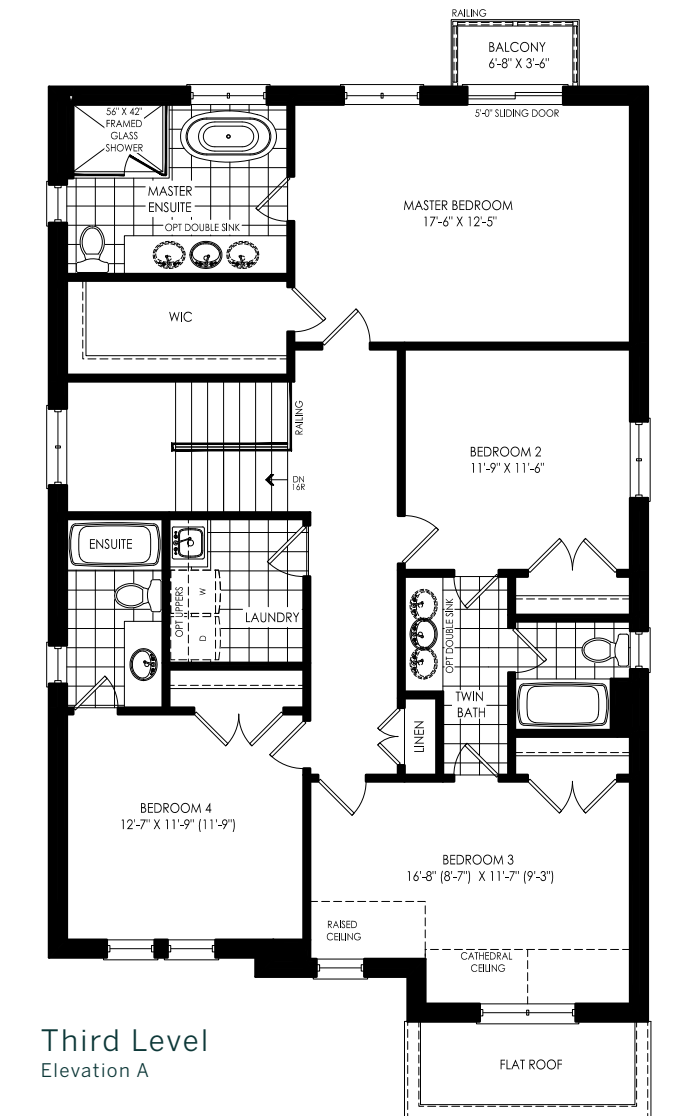 RAILING
BALCONY
6'-8" X 3'-6"
5'-0" SLIDING DOOR
56" X 42"
FRAMED
GLASS
SHOWER
MASTER
ENSUITE
OPT DOUBLE SINK
MASTER BEDROOM
17'-6" X 12'-5"
WIC
RAILING
DN
16R
BEDROOM 2
11'-9" X 11'-6"
ENSUITE
OPT UPPERS
W
D
LAUNDRY
OPT DOUBLE SINK
TWIN
BATH
LINEN
BEDROOM 4
12'-7" X 11'-9" (11'-9")
BEDROOM 3
16'-8" (8'-7") X 11'-7" (9'-3")
RAISED
CEILING
CATHEDRAL
CEILING
FLAT ROOF
Third Level
Elevation A